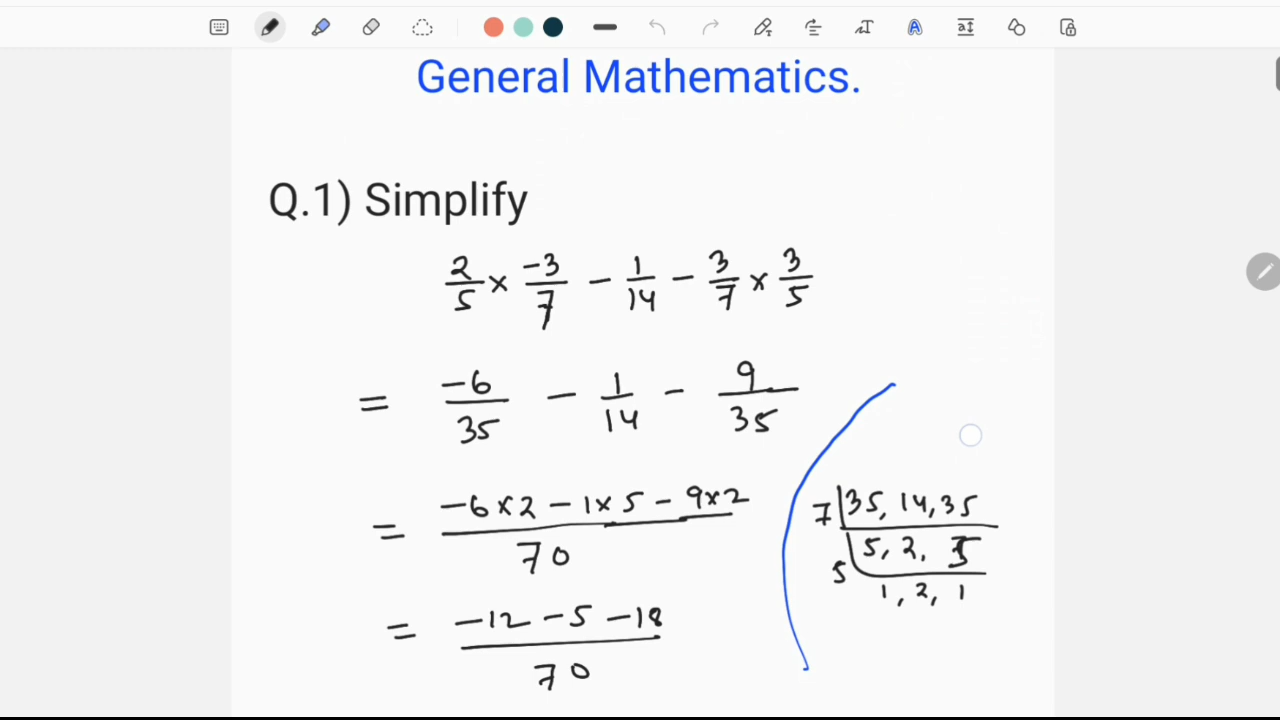 General Mathematics.
Q.1) Simplify
2/5 × -3/7 - 1/14 - 3/7 × 3/5
= -6/35 - 1/14 - 9/35
= (-6×2 - 1×5 - 9×2)/70
7 | 35, 14, 35
5 | 5, 2, 5
1, 2, 1
= (-12 - 5 - 18)/70